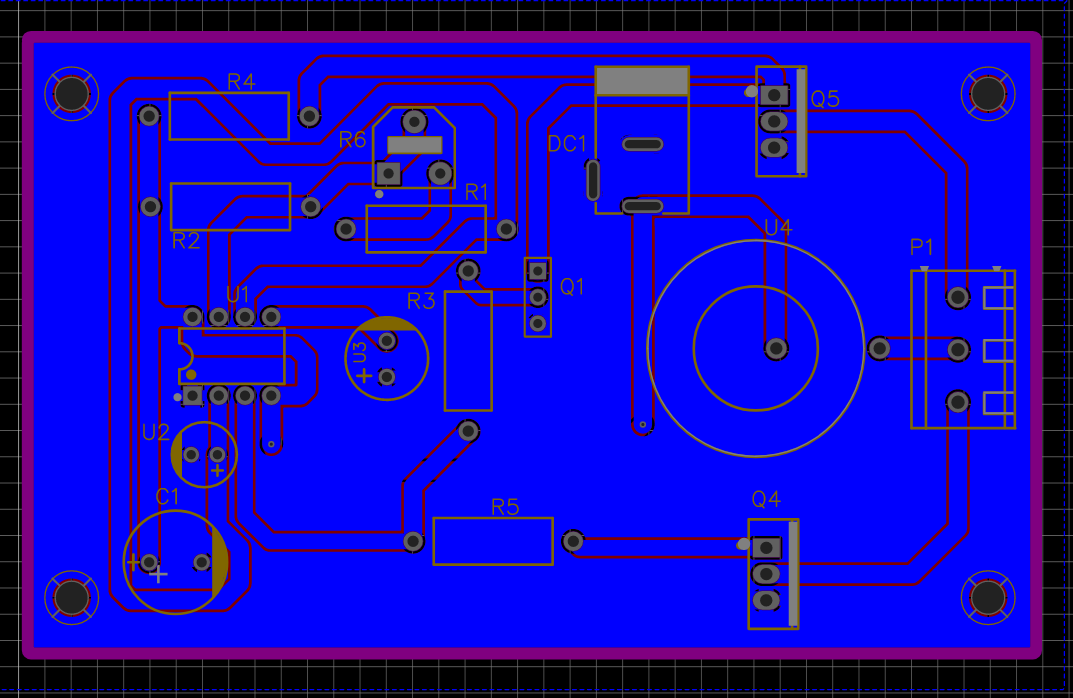 R4
Q5
R6
DC1
R1
R2
U4
P1
U1
R3
Q1
U3
+
U2
+
C1
+
R5
Q4